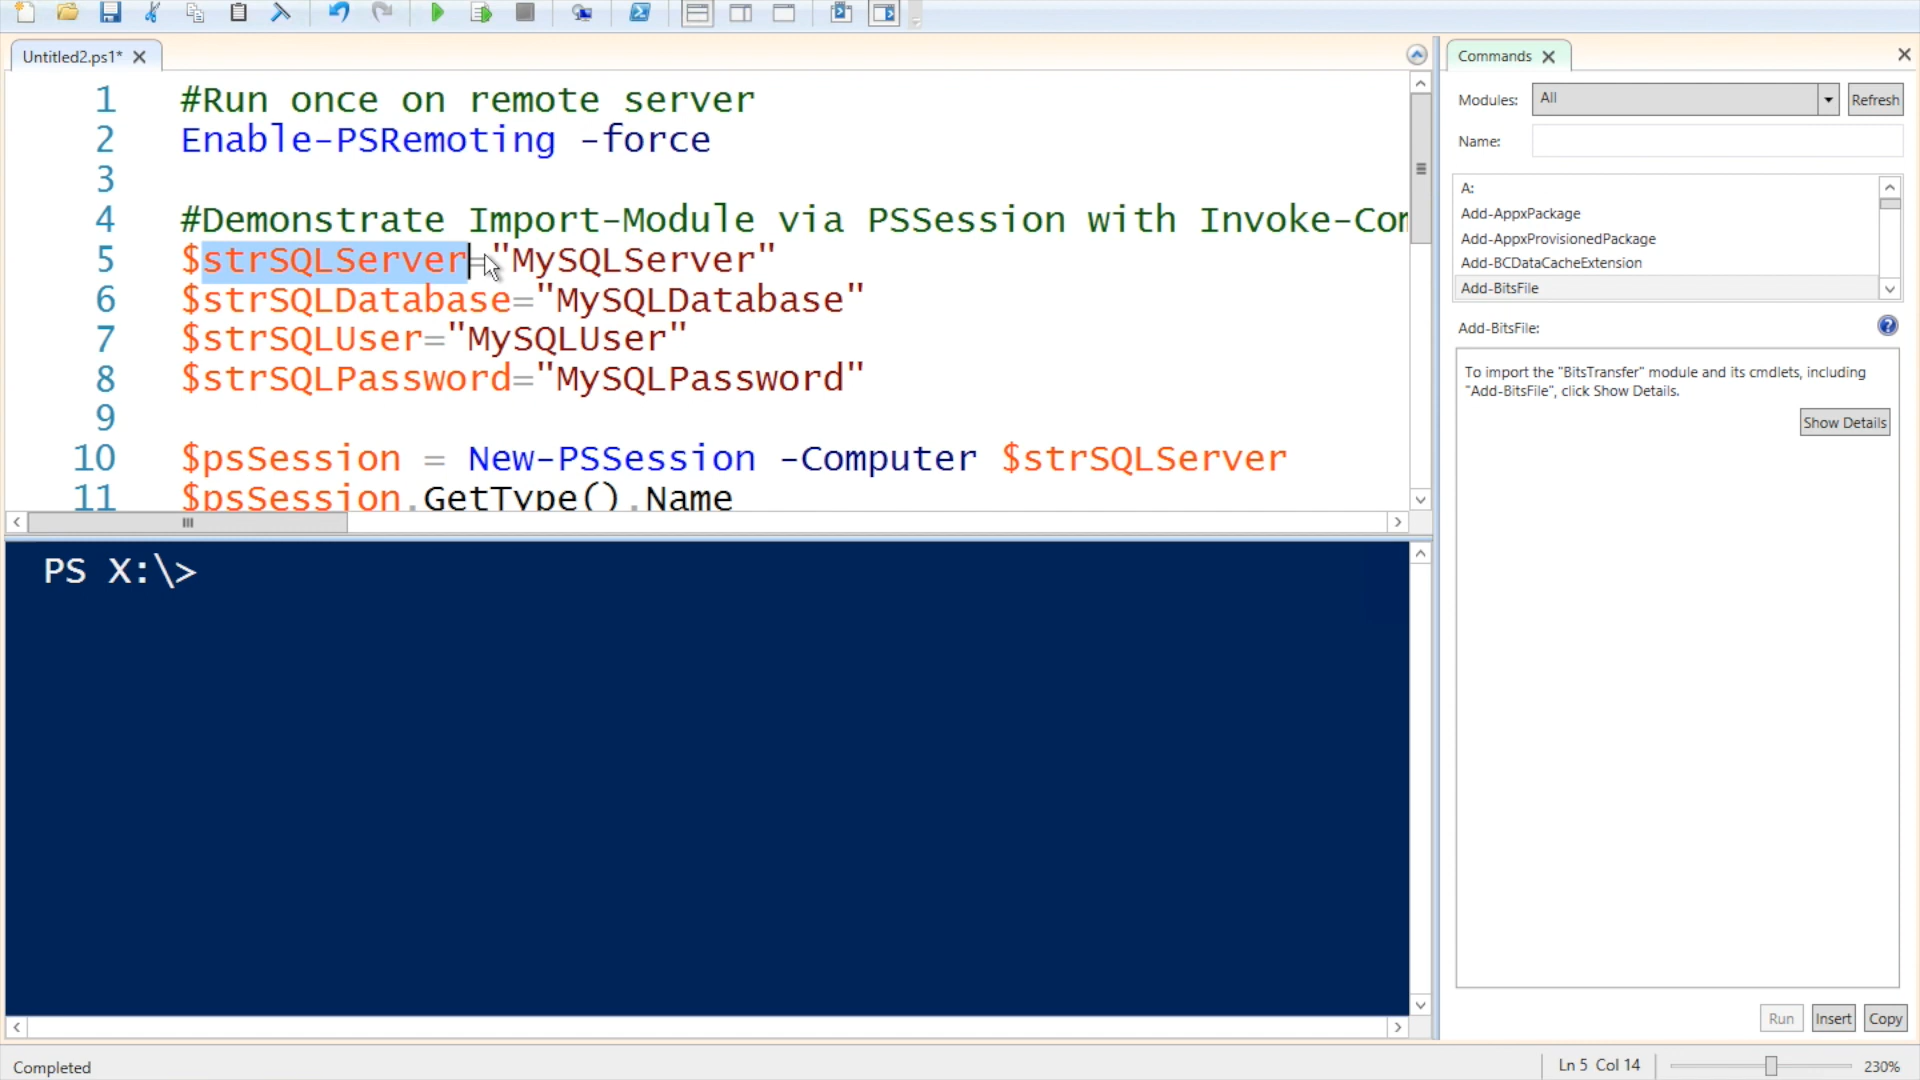 Untitled2.ps1*
1 #Run once on remote server
2 Enable-PSRemoting -force
3
4 #Demonstrate Import-Module via PSSession with Invoke-Com
5 $strSQLServer="MySQLServer"
6 $strSQLDatabase="MySQLDatabase"
7 $strSQLUser="MySQLUser"
8 $strSQLPassword="MySQLPassword"
9
10 $psSession = New-PSSession -Computer $strSQLServer
11 $psSession.GetType().Name
PS X:\>
Commands
Modules: All Refresh
Name:
A:
Add-AppxPackage
Add-AppxProvisionedPackage
Add-BCDataCacheExtension
Add-BitsFile
Add-BitsFile:
To import the "BitsTransfer" module and its cmdlets, including
"Add-BitsFile", click Show Details.
Show Details
Run Insert Copy
Completed
Ln 5 Col 14 230%